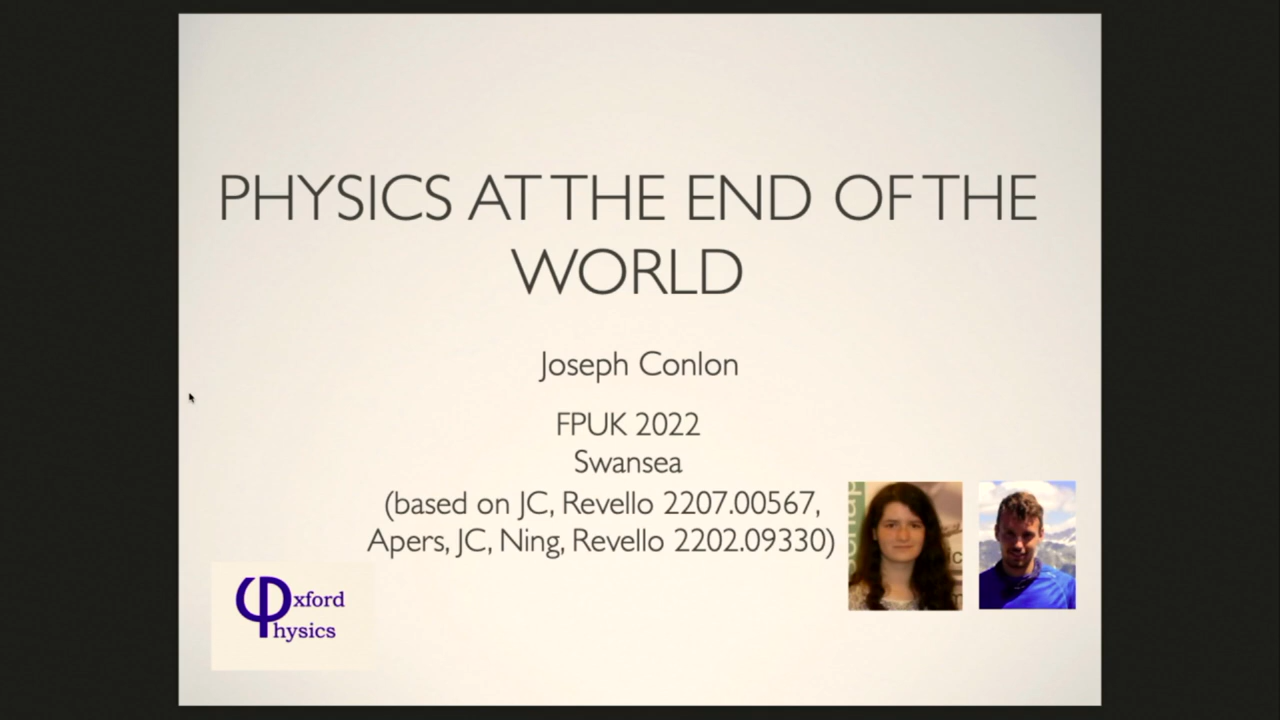 PHYSICS AT THE END OF THE
WORLD
Joseph Conlon
FPUK 2022
Swansea
(based on JC, Revello 2207.00567,
Apers, JC, Ning, Revello 2202.09330)
φxford
hysics